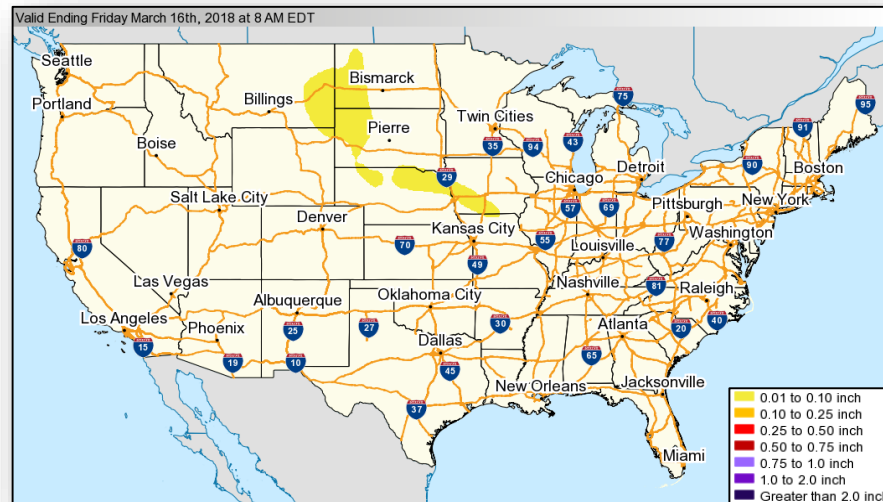 Valid Ending Friday March 16th, 2018 at 8 AM EDT
Seattle
Portland
Billings
Bismarck
Pierre
Twin Cities
Boise
Salt Lake City
Denver
Chicago
Detroit
Boston
New York
Pittsburgh
Washington
Kansas City
Louisville
Las Vegas
Los Angeles
Phoenix
Albuquerque
Oklahoma City
Dallas
Nashville
Raleigh
Atlanta
New Orleans
Jacksonville
Miami
75
95
91
90
35
94
43
29
57
69
80
70
49
55
77
81
40
20
65
30
27
25
10
19
15
45
37
0.01 to 0.10 inch
0.10 to 0.25 inch
0.25 to 0.50 inch
0.50 to 0.75 inch
0.75 to 1.0 inch
1.0 to 2.0 inch
Greater than 2.0 inch